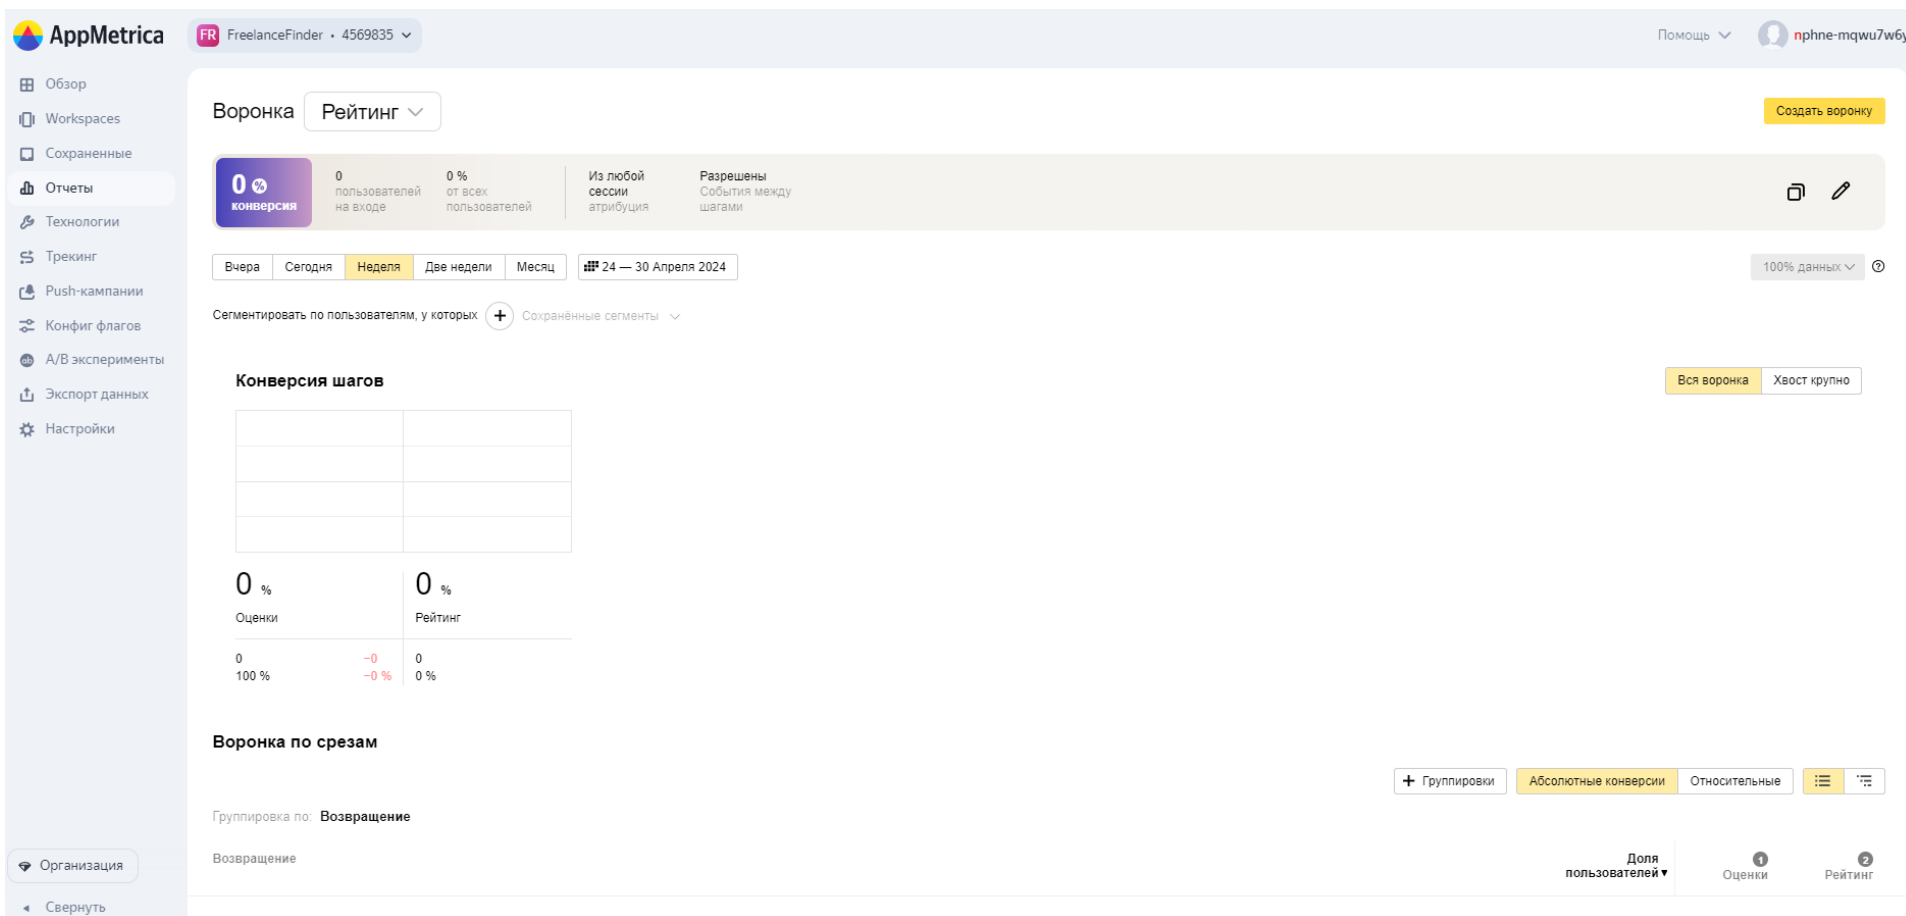 AppMetrica
FR FreelanceFinder • 4569835
Помощь
nphne-mqwu7w6y
Обзор
Workspaces
Сохраненные
Отчеты
Технологии
Трекинг
Push-кампании
Конфиг флагов
A/B эксперименты
Экспорт данных
Настройки
Организация
Свернуть
Воронка Рейтинг
Создать воронку
0 %
конверсия
0
пользователей
на входе
0 %
от всех
пользователей
Из любой
сессии
атрибуция
Разрешены
События между
шагами
Вчера Сегодня Неделя Две недели Месяц 24 — 30 Апреля 2024
100% данных ?
Сегментировать по пользователям, у которых + Сохранённые сегменты
Конверсия шагов
Вся воронка Хвост крупно
0 % 0 %
Оценки Рейтинг
0 −0 0
100 % −0 % 0 %
Воронка по срезам
+ Группировки Абсолютные конверсии Относительные
Группировка по: Возвращение
Возвращение
Доля
пользователей ▾
1
Оценки
2
Рейтинг